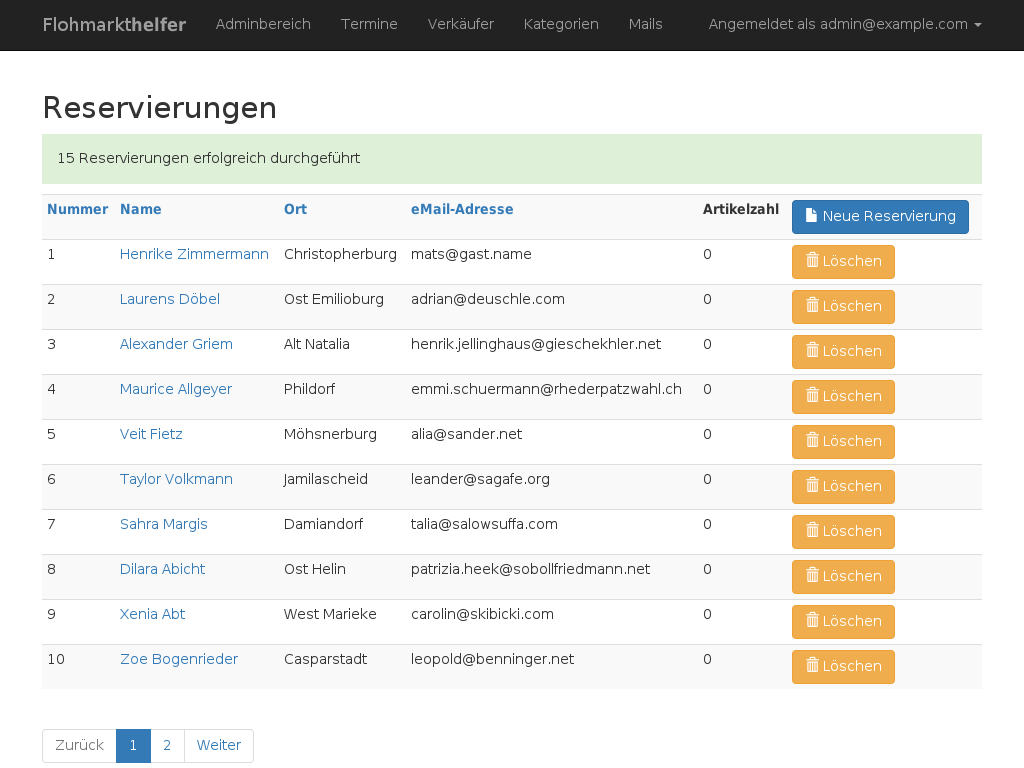 Flohmarkthelfer Adminbereich Termine Verkäufer Kategorien Mails Angemeldet als admin@example.com
Reservierungen
15 Reservierungen erfolgreich durchgeführt
Nummer Name Ort eMail-Adresse Artikelzahl Neue Reservierung
1 Henrike Zimmermann Christopherburg mats@gast.name 0 Löschen
2 Laurens Döbel Ost Emilioburg adrian@deuschle.com 0 Löschen
3 Alexander Griem Alt Natalia henrik.jellinghaus@gieschekhler.net 0 Löschen
4 Maurice Allgeyer Phildorf emmi.schuermann@rhederpatzwahl.ch 0 Löschen
5 Veit Fietz Möhsnerburg alia@sander.net 0 Löschen
6 Taylor Volkmann Jamilascheid leander@sagafe.org 0 Löschen
7 Sahra Margis Damiandorf talia@salowsuffa.com 0 Löschen
8 Dilara Abicht Ost Helin patrizia.heek@sobollfriedmann.net 0 Löschen
9 Xenia Abt West Marieke carolin@skibicki.com 0 Löschen
10 Zoe Bogenrieder Casparstadt leopold@benninger.net 0 Löschen
Zurück 1 2 Weiter